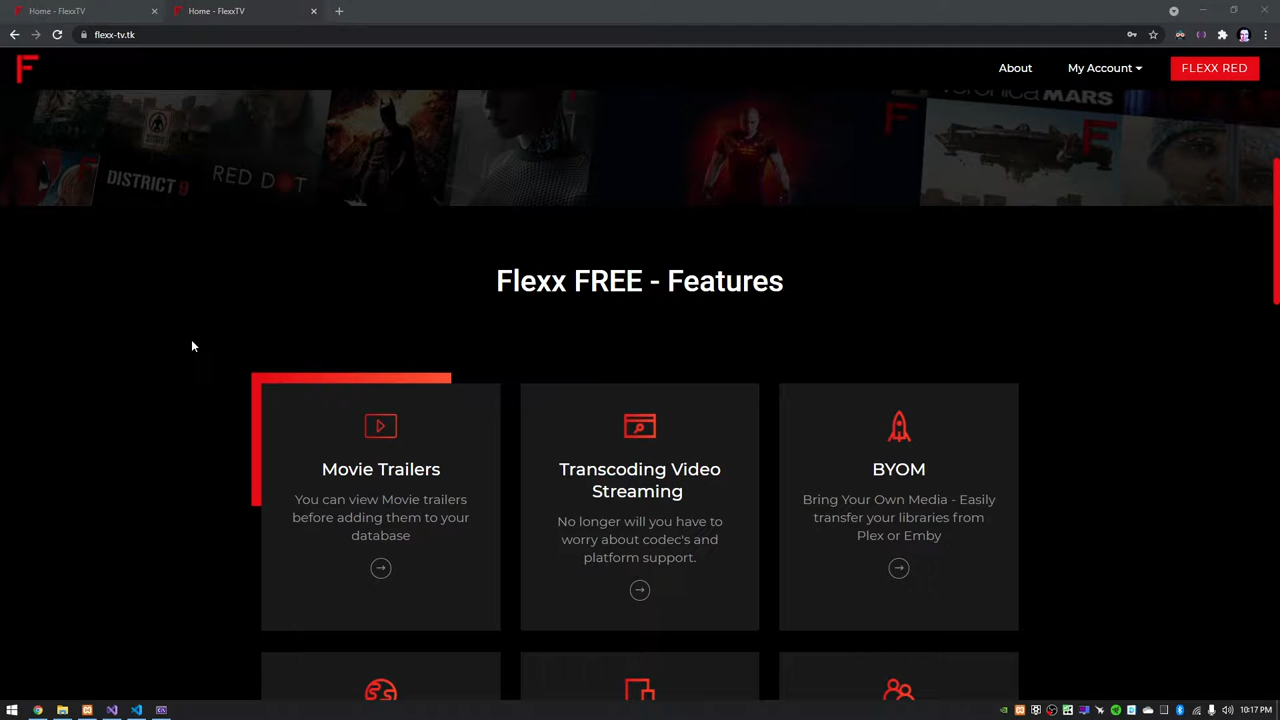 Home - FlexxTV
Home - FlexxTV
flexx-tv.tk
F
About
My Account
FLEXX RED
VERONICA MARS
DISTRICT 9
RED DOT
F
F
Flexx FREE - Features
Movie Trailers
You can view Movie trailers
before adding them to your
database
Transcoding Video
Streaming
No longer will you have to
worry about codec's and
platform support.
BYOM
Bring Your Own Media - Easily
transfer your libraries from
Plex or Emby
10:17 PM